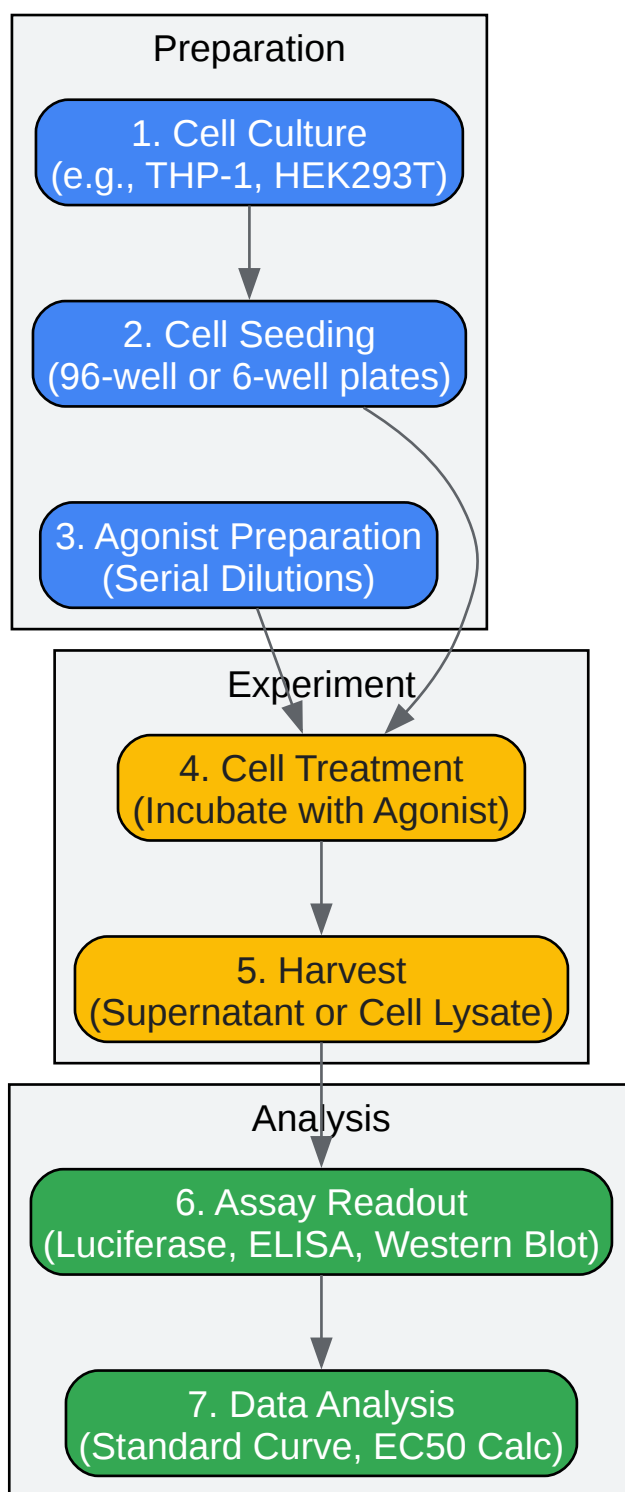 Preparation
1. Cell Culture
(e.g., THP-1, HEK293T)
2. Cell Seeding
(96-well or 6-well plates)
3. Agonist Preparation
(Serial Dilutions)
Experiment
4. Cell Treatment
(Incubate with Agonist)
5. Harvest
(Supernatant or Cell Lysate)
Analysis
6. Assay Readout
(Luciferase, ELISA, Western Blot)
7. Data Analysis
(Standard Curve, EC50 Calc)